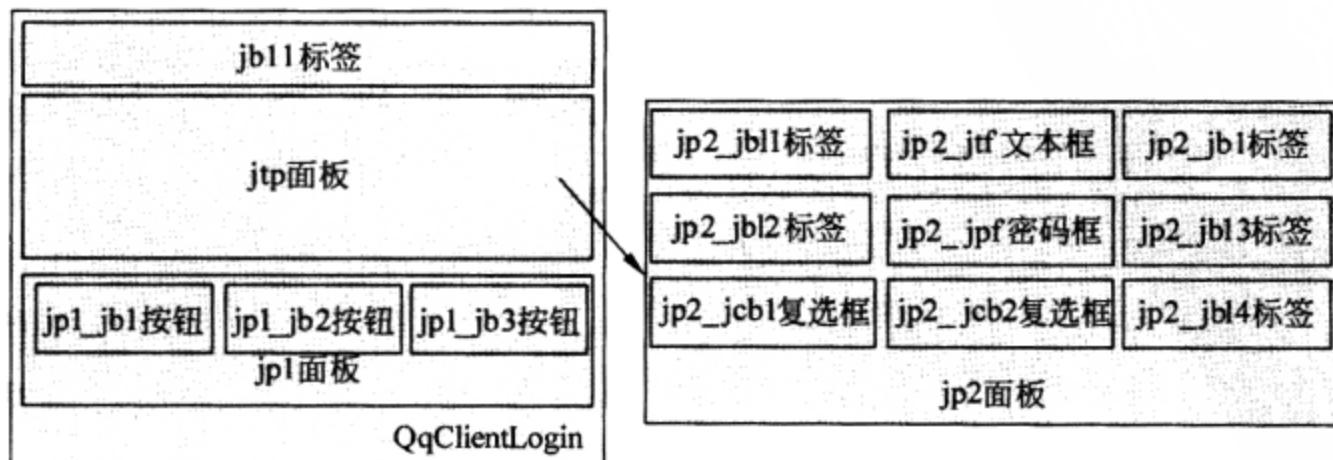 jbl1标签
jtp面板
jp1_jb1按钮 jp1_jb2按钮 jp1_jb3按钮
jp1面板
QqClientLogin
jp2_jbl1标签 jp2_jtf文本框 jp2_jb1标签
jp2_jbl2标签 jp2_jpf密码框 jp2_jbl3标签
jp2_jcb1复选框 jp2_jcb2复选框 jp2_jbl4标签
jp2面板